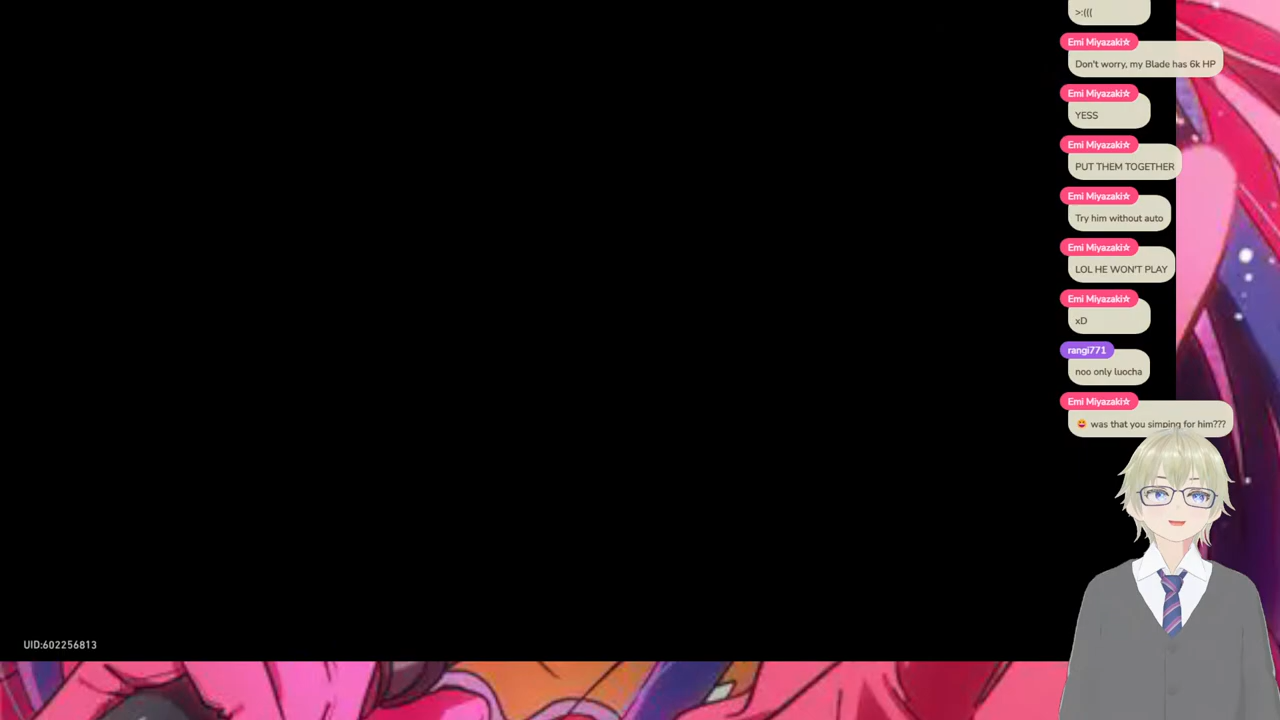 >:(((
Emi Miyazaki☆
Don't worry, my Blade has 6k HP
Emi Miyazaki☆
YESS
Emi Miyazaki☆
PUT THEM TOGETHER
Emi Miyazaki☆
Try him without auto
Emi Miyazaki☆
LOL HE WON'T PLAY
Emi Miyazaki☆
xD
rangi771
noo only luocha
Emi Miyazaki☆
😍 was that you simping for him???
UID:602256813